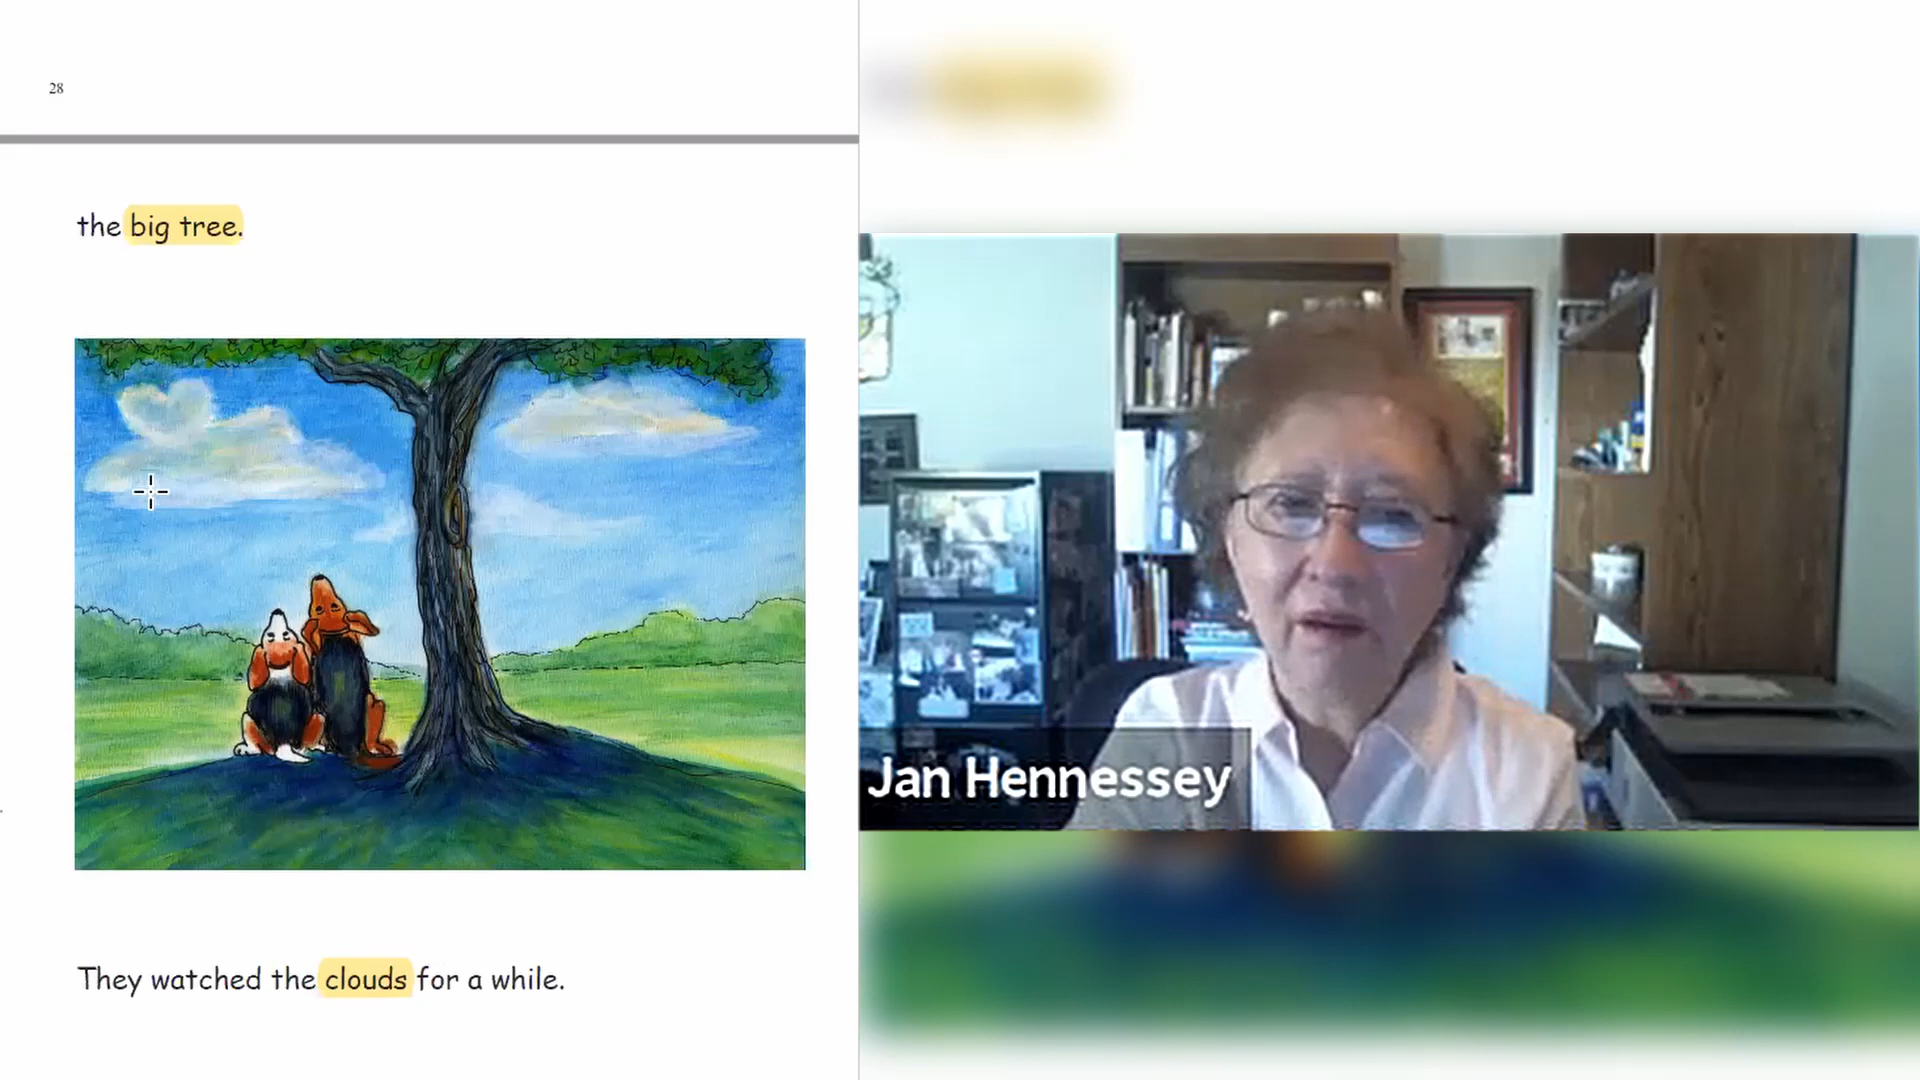 28
the big tree.
They watched the clouds for a while.
Jan Hennessey